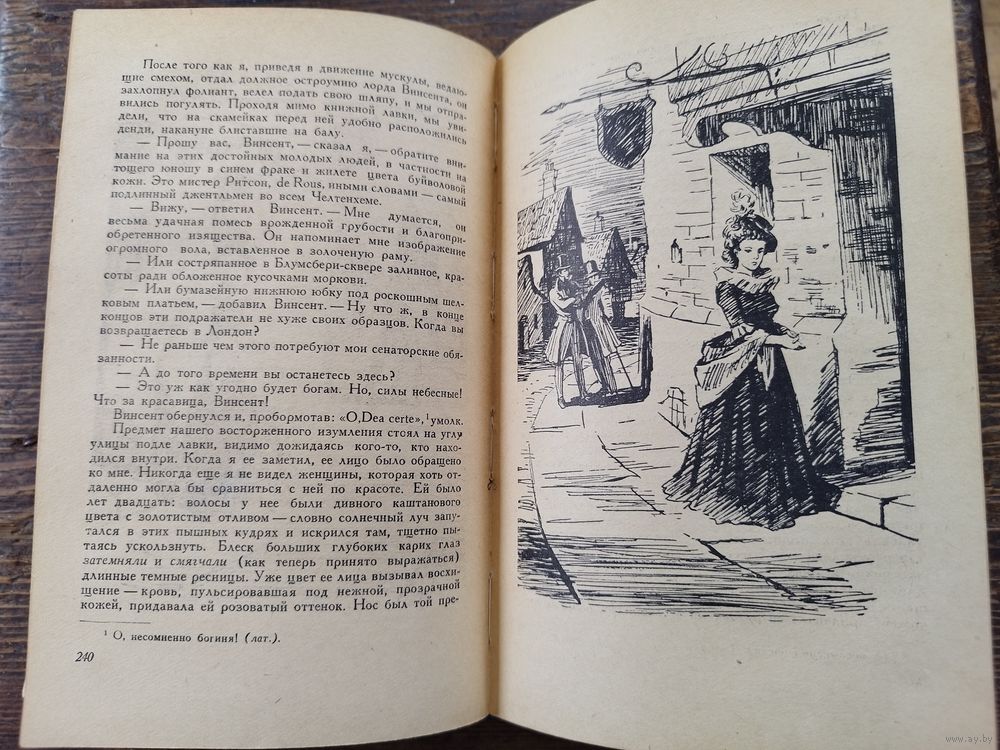 После того как я, приведя в движение мускулы, ведаю-
щие смехом, отдал должное остроумию лорда Винсента, он
захлопнул фолиант, велел подать свою шляпу, и мы отпра-
вились погулять. Проходя мимо книжной лавки, мы уви-
дели, что на скамейках перед ней удобно расположились
денди, накануне блиставшие на балу.
— Прошу вас, Винсент, — сказал я, — обратите вни-
мание на этих достойных молодых людей, в частности на
тощего юношу в синем фраке и жилете цвета буйволовой
кожи. Это мистер Ритсон, de Rous, иными словами — самый
подлинный джентльмен во всем Челтенхеме.
— Вижу, — ответил Винсент. — Мне думается, он
весьма удачная помесь врожденной грубости и благопри-
обретенного изящества. Он напоминает мне изображение
огромного вола, вставленное в золоченую раму.
— Или состряпанное в Блумсбери-сквере заливное, кра-
соты ради обложенное кусочками моркови.
— Или бумазейную нижнюю юбку под роскошным шел-
ковым платьем, — добавил Винсент. — Ну что ж, в конце
концов эти подражатели не хуже своих образцов. Когда вы
возвращаетесь в Лондон?
— Не раньше чем этого потребуют мои сенаторские обя-
занности.
— А до того времени вы останетесь здесь?
— Это уж как угодно будет богам. Но, силы небесные!
Что за красавица, Винсент!
Винсент обернулся и, пробормотав: «O,Dea certe»,¹ умолк.
Предмет нашего восторженного изумления стоял на углу
улицы подле лавки, видимо дожидаясь кого-то, кто нахо-
дился внутри. Когда я ее заметил, ее лицо было обращено
ко мне. Никогда еще я не видел женщины, которая хоть от-
даленно могла бы сравниться с ней по красоте. Ей было
лет двадцать: волосы у нее были дивного каштанового
цвета с золотистым отливом — словно солнечный луч запу-
тался в этих пышных кудрях и искрился там, тщетно пы-
таясь ускользнуть. Блеск больших глубоких карих глаз
затемняли и смягчали (как теперь принято выражаться)
длинные темные ресницы. Уже цвет ее лица вызывал восхи-
щение — кровь, пульсировавшая под нежной, прозрачной
кожей, придавала ей розоватый оттенок. Нос был той пре-
¹ О, несомненно богиня! (лат.).
240
www.ay.by